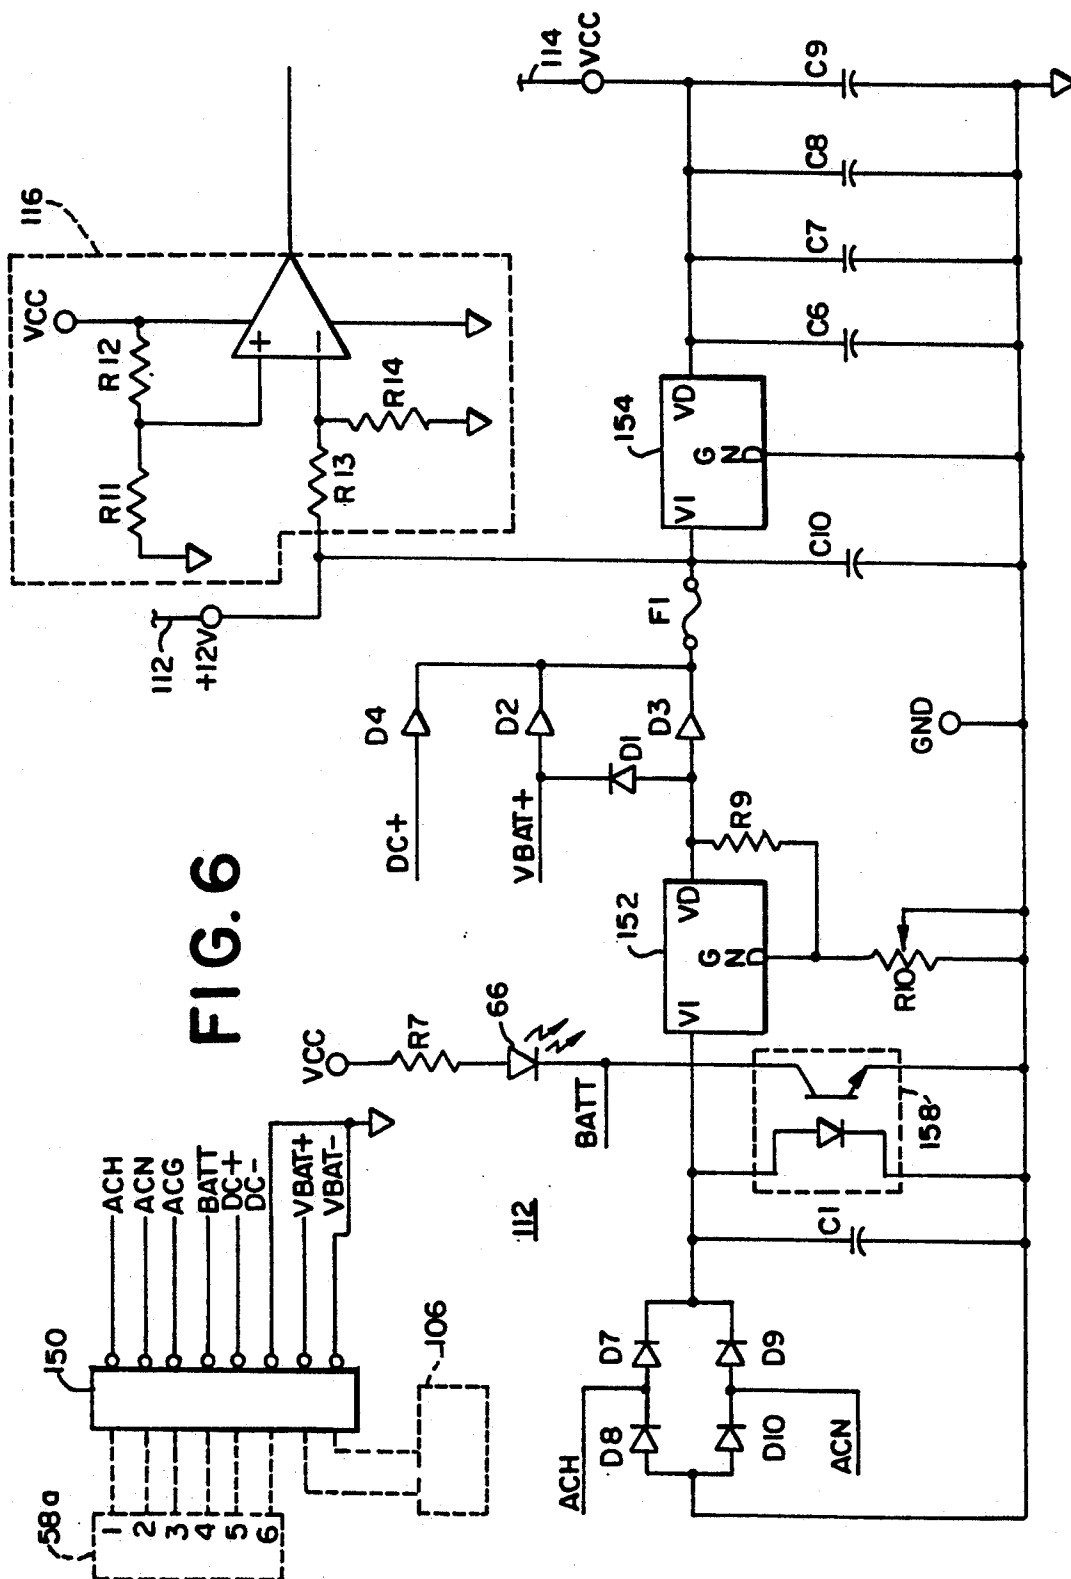 FIG. 6
58a
1
2
3
4
5
6
150
ACH
ACN
ACG
BATT
DC+
DC-
VBAT+
VBAT-
106
112
VCC
R7
66
BATT
158
ACH
D8
D7
D10
D9
ACN
C1
152
VI
VD
GND
R9
R10
DC+
D4
VBAT+
D2
D1
D3
F1
GND
112
+12V
116
VCC
R11
R12
+
-
R13
R14
154
VI
VD
GND
C10
C6
C7
C8
C9
114
VCC